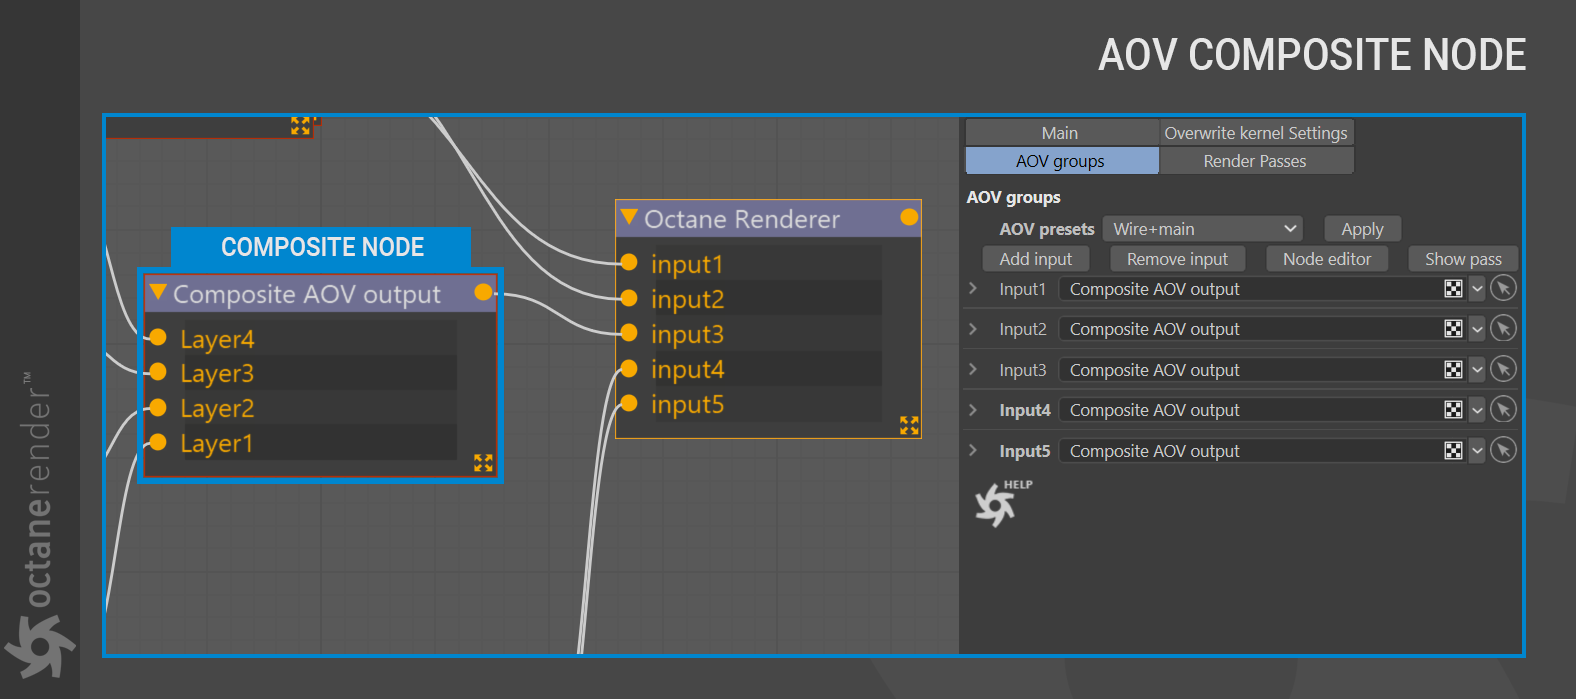 AOV COMPOSITE NODE
COMPOSITE NODE
Composite AOV output
Layer4
Layer3
Layer2
Layer1
Octane Renderer
input1
input2
input3
input4
input5
Main
Overwrite kernel Settings
AOV groups
Render Passes
AOV groups
AOV presets Wire+main Apply
Add input Remove input Node editor Show pass
Input1 Composite AOV output
Input2 Composite AOV output
Input3 Composite AOV output
Input4 Composite AOV output
Input5 Composite AOV output
HELP
octanerender™